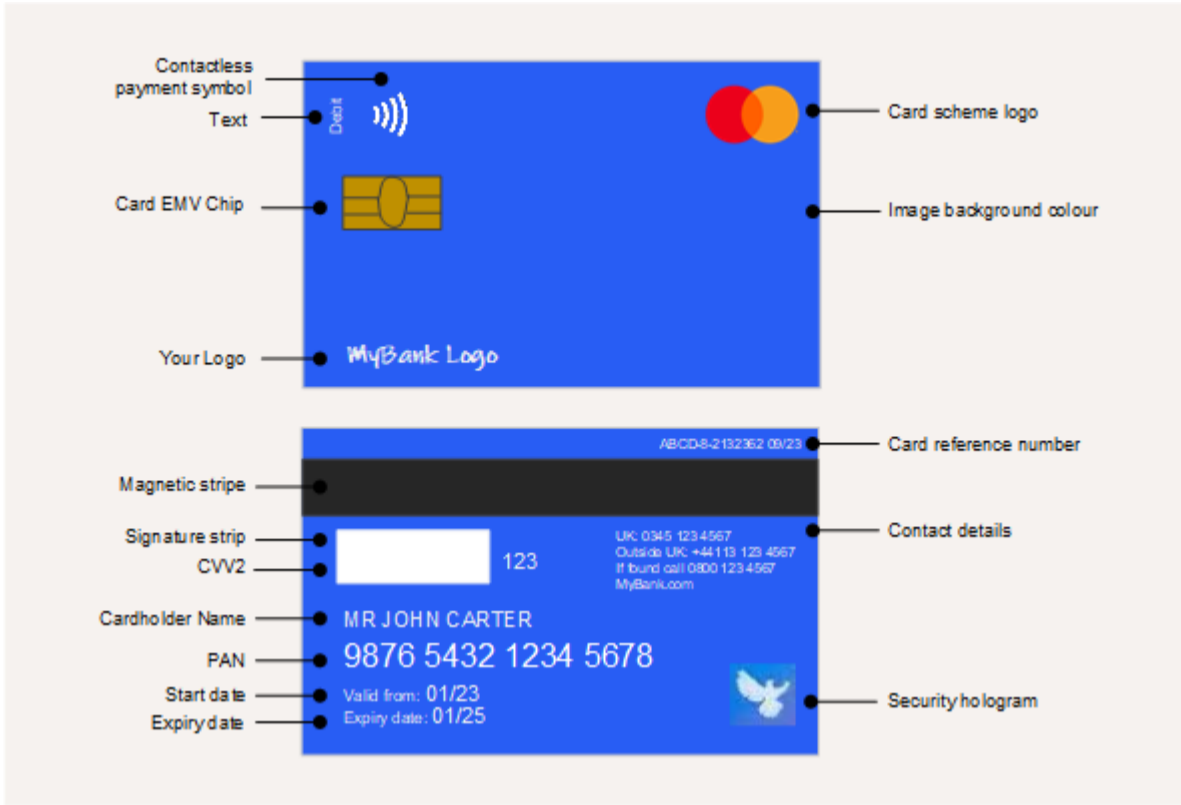 Contactless
payment symbol
Text
Debit
Card scheme logo
Card EMV Chip
Image background colour
Your Logo
MyBank Logo
ABCD-8-2132362 09/23
Card reference number
Magnetic stripe
Signature strip
CVV2
123
UK: 0345 123 4567
Outside UK: +44113 123 4567
If found call 0800 123 4567
MyBank.com
Contact details
Cardholder Name
MR JOHN CARTER
PAN
9876 5432 1234 5678
Start date
Valid from: 01/23
Expiry date
Expiry date: 01/25
Security hologram